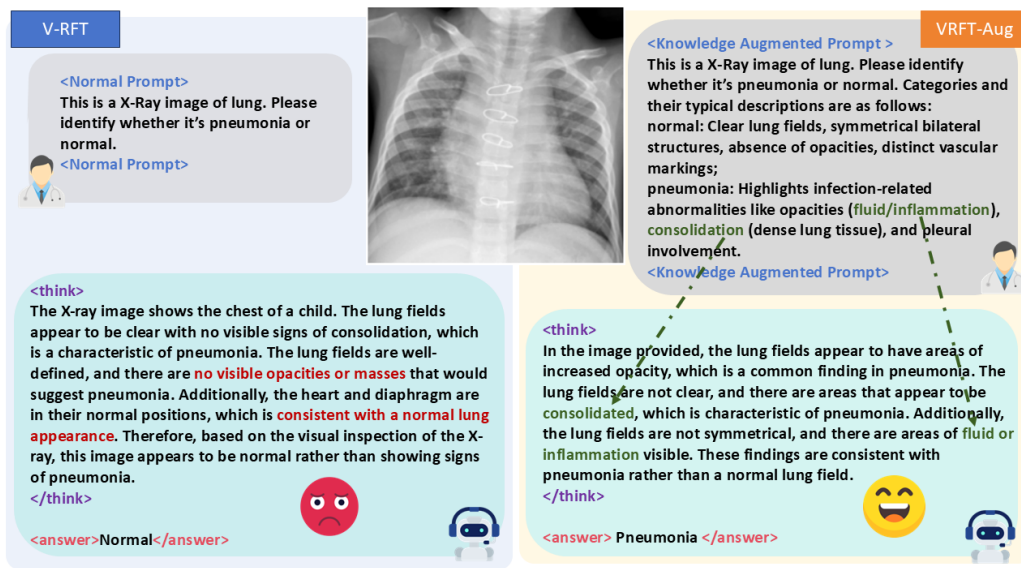 V-RFT
<Normal Prompt>
This is a X-Ray image of lung. Please
identify whether it's pneumonia or
normal.
<Normal Prompt>
<think>
The X-ray image shows the chest of a child. The lung fields
appear to be clear with no visible signs of consolidation, which
is a characteristic of pneumonia. The lung fields are well-
defined, and there are no visible opacities or masses that would
suggest pneumonia. Additionally, the heart and diaphragm are
in their normal positions, which is consistent with a normal lung
appearance. Therefore, based on the visual inspection of the X-
ray, this image appears to be normal rather than showing signs
of pneumonia.
</think>
<answer>Normal</answer>
VRFT-Aug
<Knowledge Augmented Prompt >
This is a X-Ray image of lung. Please identify
whether it's pneumonia or normal. Categories and
their typical descriptions are as follows:
normal: Clear lung fields, symmetrical bilateral
structures, absence of opacities, distinct vascular
markings;
pneumonia: Highlights infection-related
abnormalities like opacities (fluid/inflammation),
consolidation (dense lung tissue), and pleural
involvement.
<Knowledge Augmented Prompt>
<think>
In the image provided, the lung fields appear to have areas of
increased opacity, which is a common finding in pneumonia. The
lung fields are not clear, and there are areas that appear to be
consolidated, which is characteristic of pneumonia. Additionally,
the lung fields are not symmetrical, and there are areas of fluid or
inflammation visible. These findings are consistent with
pneumonia rather than a normal lung field.
</think>
<answer> Pneumonia </answer>